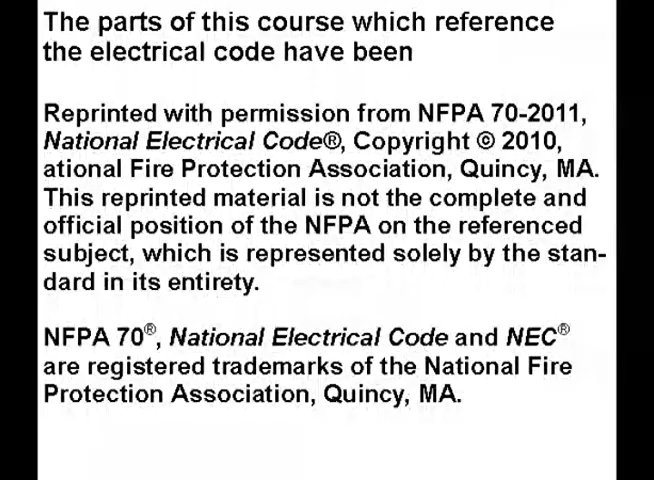 The parts of this course which reference
the electrical code have been
Reprinted with permission from NFPA 70-2011,
National Electrical Code®, Copyright © 2010,
ational Fire Protection Association, Quincy, MA.
This reprinted material is not the complete and
official position of the NFPA on the referenced
subject, which is represented solely by the stan-
dard in its entirety.
NFPA 70®, National Electrical Code and NEC®
are registered trademarks of the National Fire
Protection Association, Quincy, MA.